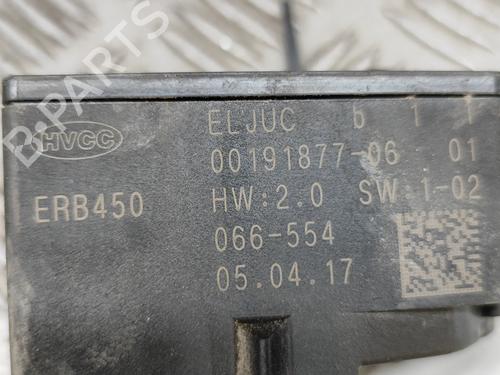 HVCC
ELJUC b 1 1
00191877-06 01
ERB450
HW:2.0 SW:1-02
066-554
05.04.17